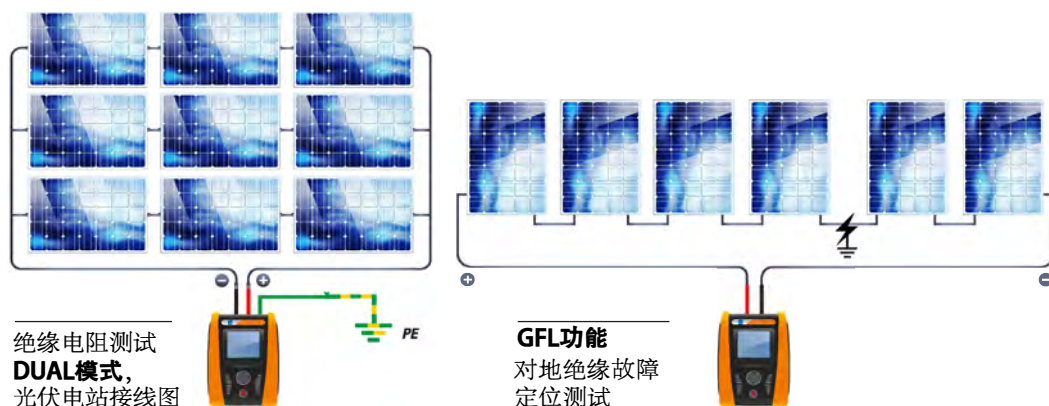 − +
PE
绝缘电阻测试
DUAL模式，
光伏电站接线图
+ −
GFL功能
对地绝缘故障
定位测试